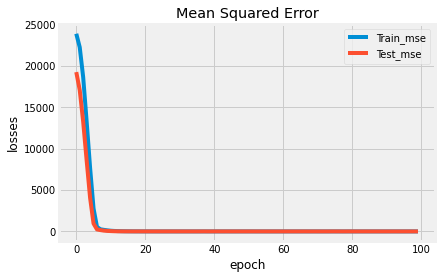 Mean Squared Error
25000
20000
15000
10000
5000
0
losses
Train_mse
Test_mse
0 20 40 60 80 100
epoch